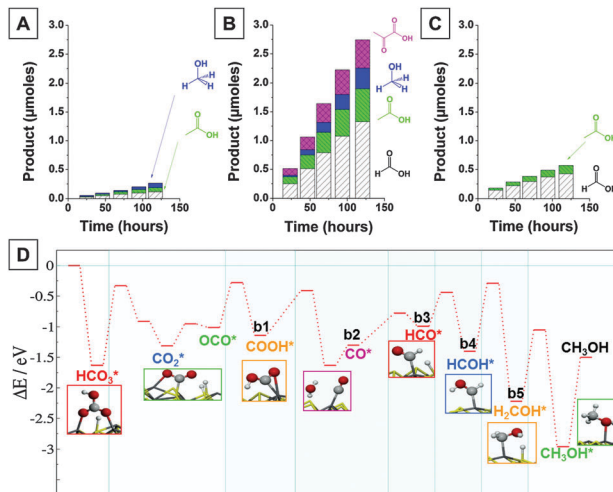 A
B
C
Product (μmoles)
3.0
2.5
2.0
1.5
1.0
0.5
0.0
0
50
100
150
Time (hours)
OH
C
H
H
H
O
OH
Product (μmoles)
3.0
2.5
2.0
1.5
1.0
0.5
0.0
0
50
100
150
Time (hours)
O
OH
O
OH
C
H
H
H
O
OH
O
H
OH
Product (μmoles)
3.0
2.5
2.0
1.5
1.0
0.5
0.0
0
50
100
150
Time (hours)
O
OH
O
H
OH
D
ΔE / eV
0
-0.5
-1
-1.5
-2
-2.5
-3
HCO₃*
CO₂*
OCO*
b1
COOH*
b2
CO*
b3
HCO*
b4
HCOH*
b5
H₂COH*
CH₃OH*
CH₃OH